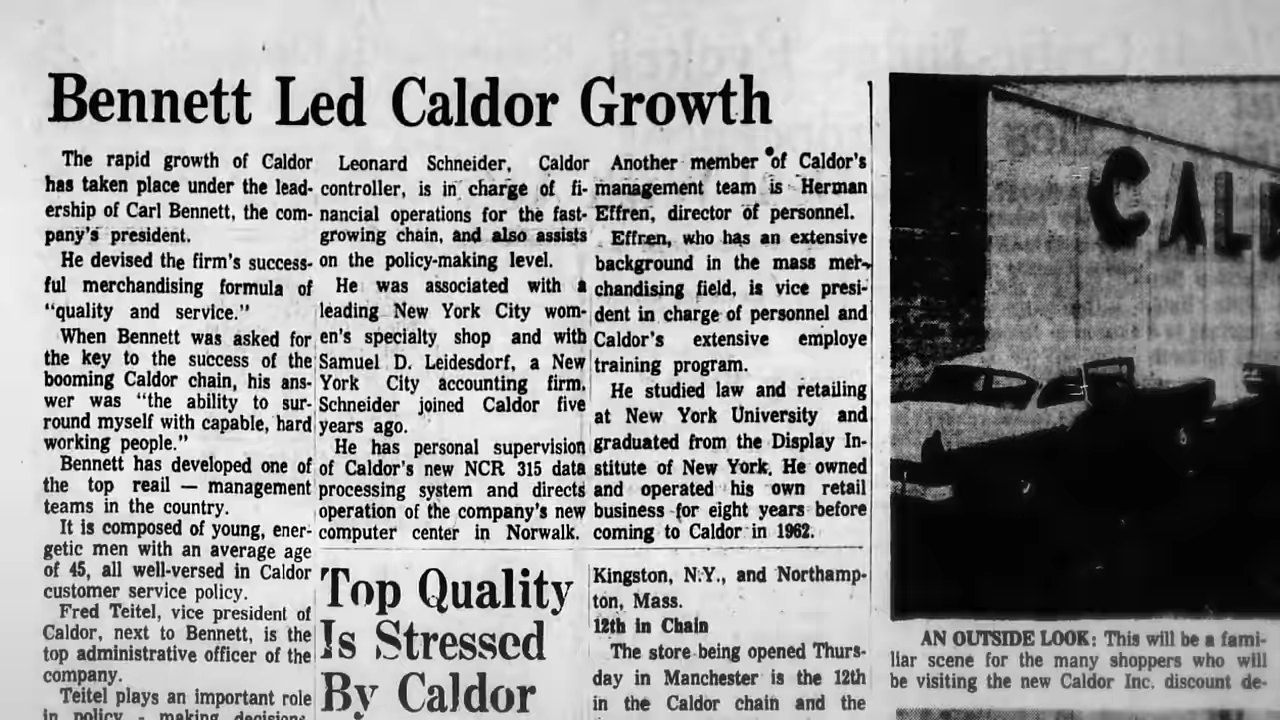 Bennett Led Caldor Growth
The rapid growth of Caldor
has taken place under the lead-
ership of Carl Bennett, the com-
pany's president.
He devised the firm's success-
ful merchandising formula of
"quality and service."
When Bennett was asked for
the key to the success of the
booming Caldor chain, his ans-
wer was "the ability to sur-
round myself with capable, hard
working people."
Bennett has developed one of
the top reail — management
teams in the country.
It is composed of young, ener-
getic men with an average age
of 45, all well-versed in Caldor
customer service policy.
Fred Teitel, vice president of
Caldor, next to Bennett, is the
top administrative officer of the
company.
Teitel plays an important role
in policy - making decisions,
Leonard Schneider, Caldor
controller, is in charge of fi-
nancial operations for the fast-
growing chain, and also assists
on the policy-making level.
He was associated with a
leading New York City wom-
en's specialty shop and with
Samuel D. Leidesdorf, a New
York City accounting firm.
Schneider joined Caldor five
years ago.
He has personal supervision
of Caldor's new NCR 315 data
processing system and directs
operation of the company's new
computer center in Norwalk.
Another member of Caldor's
management team is Herman
Effren, director of personnel.
Effren, who has an extensive
background in the mass mer-
chandising field, is vice presi-
dent in charge of personnel and
Caldor's extensive employe
training program.
He studied law and retailing
at New York University and
graduated from the Display In-
stitute of New York. He owned
and operated his own retail
business for eight years before
coming to Caldor in 1962.
Top Quality
Is Stressed
By Caldor
Kingston, N.Y., and Northamp-
ton, Mass.
12th in Chain
The store being opened Thurs-
day in Manchester is the 12th
in the Caldor chain and the
CAL
AN OUTSIDE LOOK: This will be a fami-
liar scene for the many shoppers who will
be visiting the new Caldor Inc. discount de-